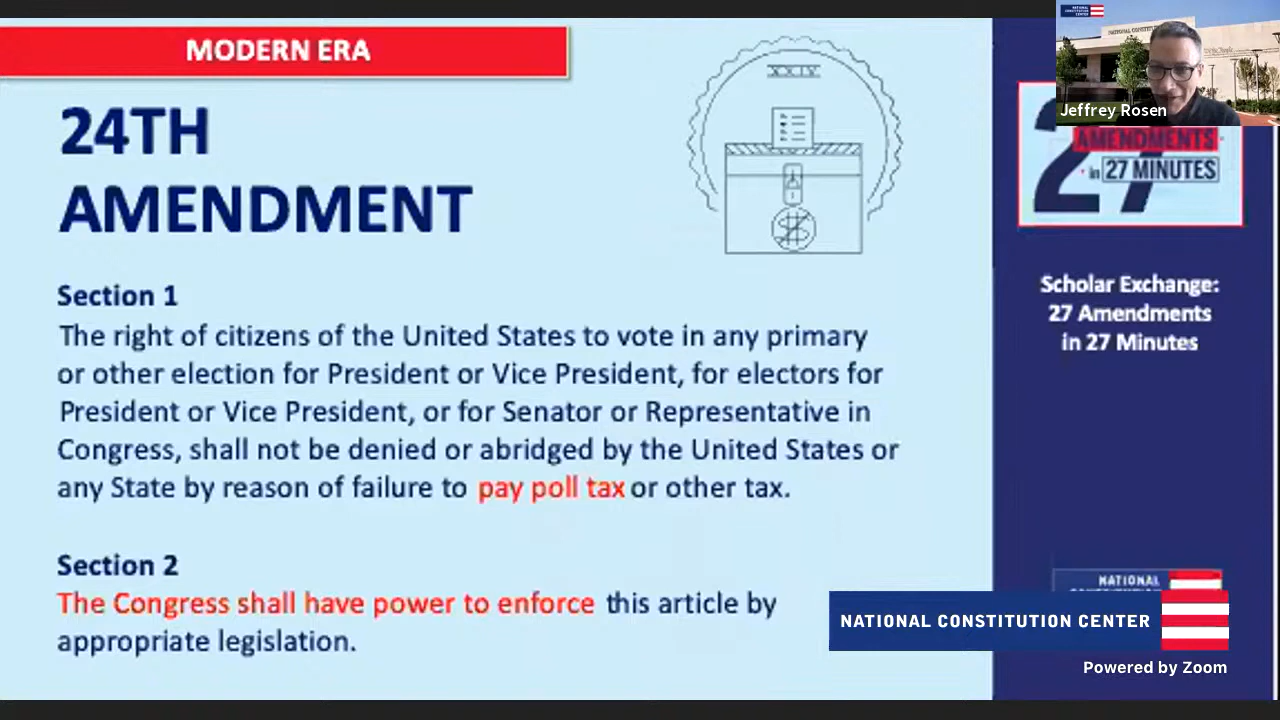 MODERN ERA
XXIV
24TH
AMENDMENT
Section 1
The right of citizens of the United States to vote in any primary
or other election for President or Vice President, for electors for
President or Vice President, or for Senator or Representative in
Congress, shall not be denied or abridged by the United States or
any State by reason of failure to pay poll tax or other tax.
Section 2
The Congress shall have power to enforce this article by
appropriate legislation.
NATIONAL
CONSTITUTION
CENTER
Jeffrey Rosen
27
AMENDMENTS
in 27 MINUTES
Scholar Exchange:
27 Amendments
in 27 Minutes
NATIONAL
NATIONAL CONSTITUTION CENTER
Powered by Zoom